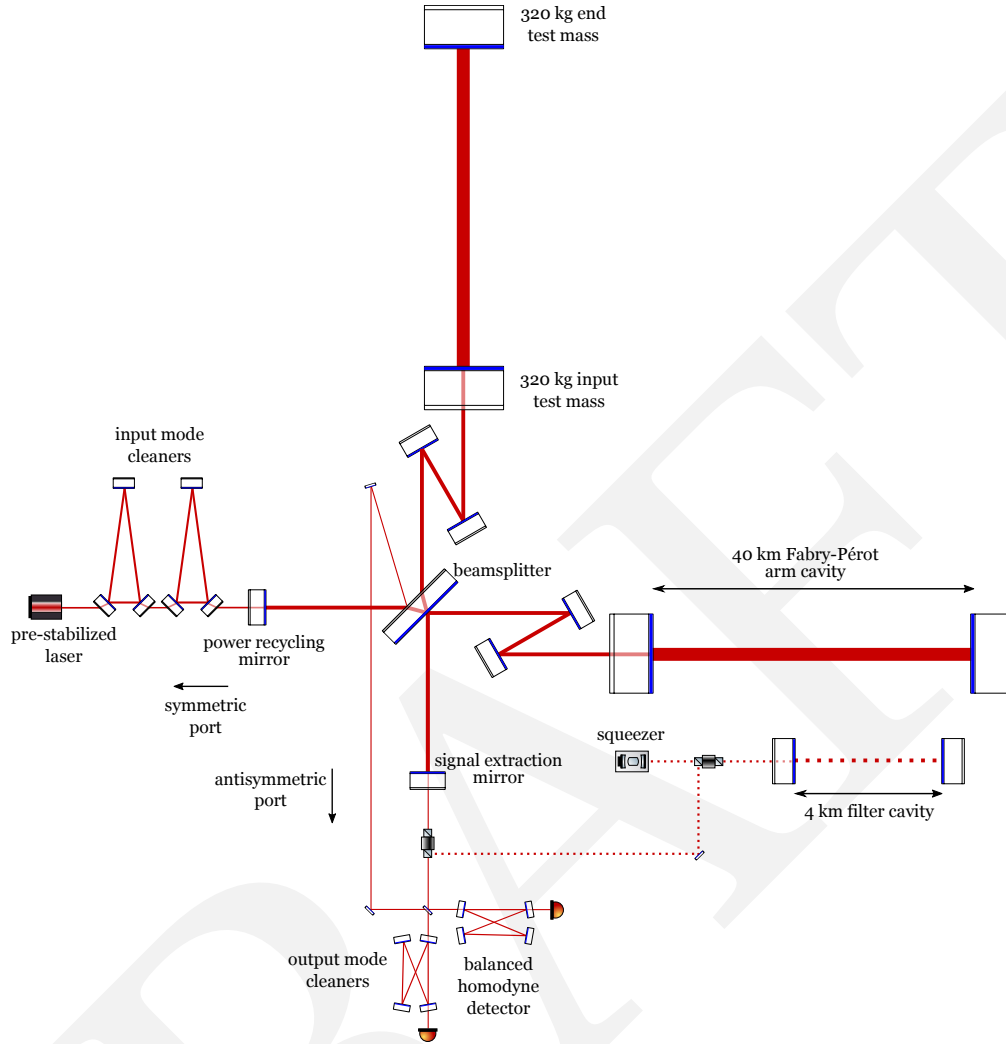 320 kg end
test mass
320 kg input
test mass
input mode
cleaners
beamsplitter
40 km Fabry-Pérot
arm cavity
pre-stabilized
laser
power recycling
mirror
symmetric
port
squeezer
signal extraction
mirror
antisymmetric
port
4 km filter cavity
output mode
cleaners
balanced
homodyne
detector
DRAFT